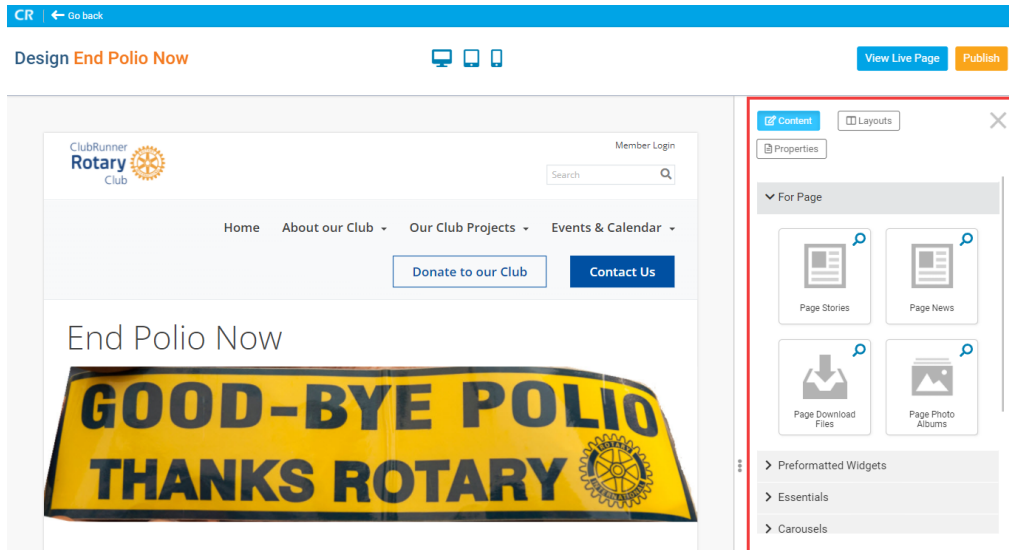 CR Go back
Design End Polio Now
View Live Page Publish
Content Layouts
Properties
ClubRunner
Rotary
Club
Member Login
Search
Home About our Club Our Club Projects Events & Calendar
Donate to our Club Contact Us
End Polio Now
GOOD-BYE POLIO
THANKS ROTARY
ROTARY
INTERNATIONAL
For Page
Page Stories Page News
Page Download
Files
Page Photo
Albums
Preformatted Widgets
Essentials
Carousels